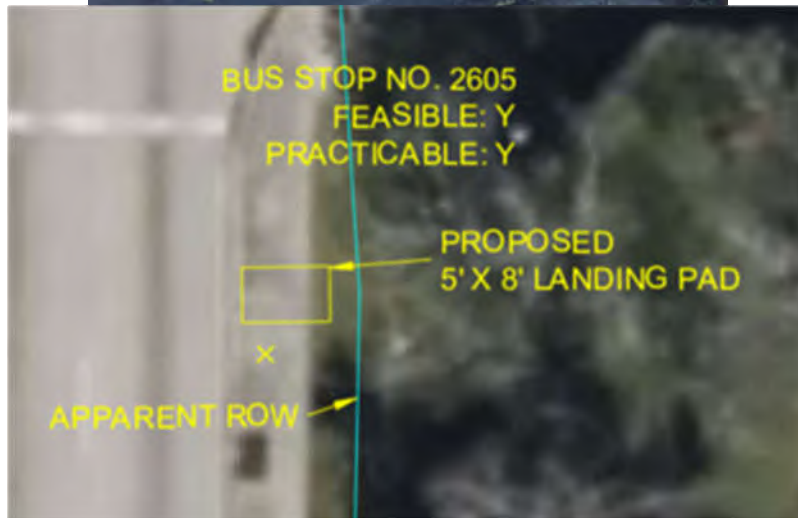 BUS STOP NO. 2605
FEASIBLE: Y
PRACTICABLE: Y
PROPOSED
5' X 8' LANDING PAD
APPARENT ROW